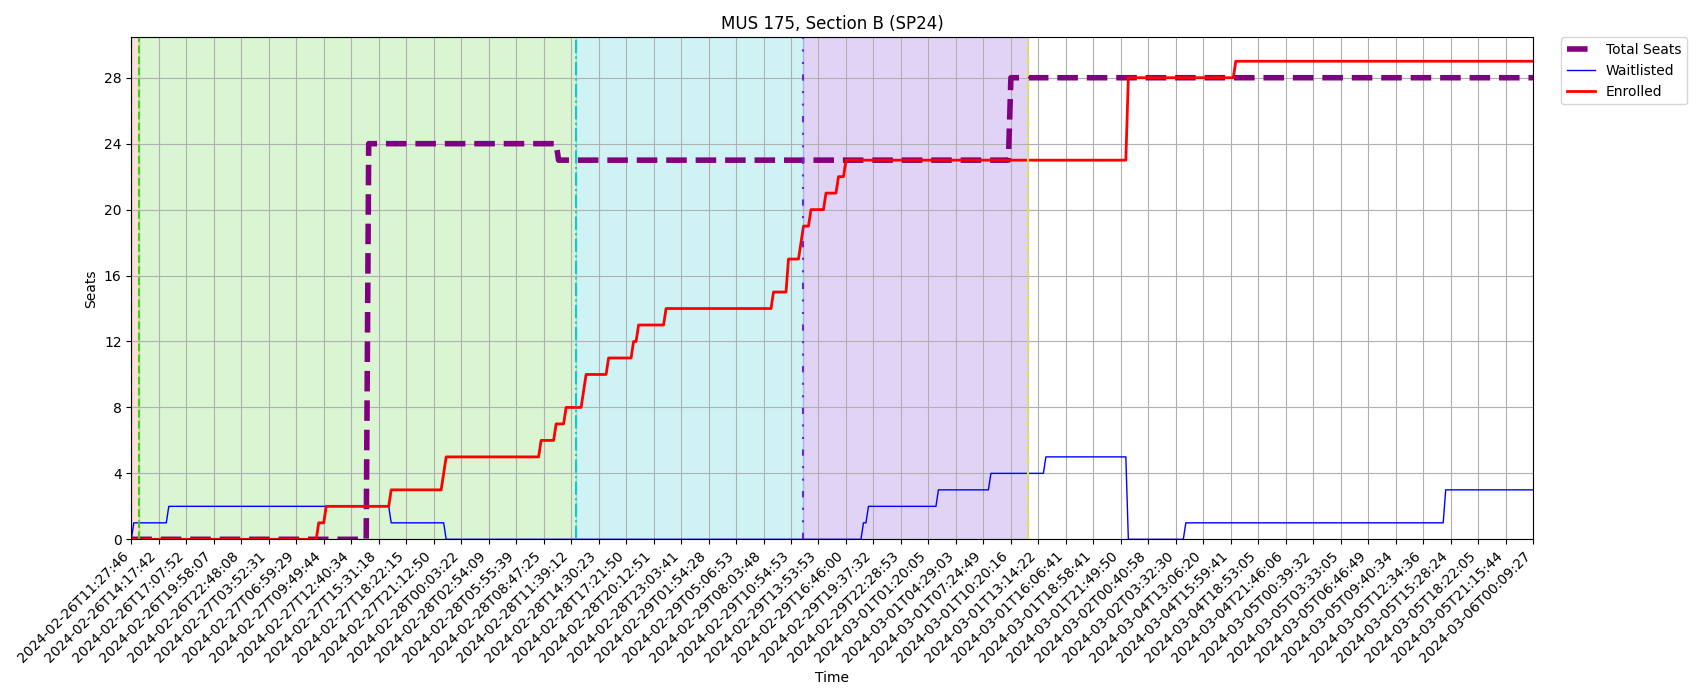 MUS 175, Section B (SP24)
Total Seats
Waitlisted
Enrolled
28
24
20
16
12
8
4
0
Seats
2024-02-26T11:27:46
2024-02-26T14:17:42
2024-02-26T17:07:52
2024-02-26T19:58:07
2024-02-26T22:48:08
2024-02-27T03:52:31
2024-02-27T06:59:29
2024-02-27T09:49:44
2024-02-27T12:40:34
2024-02-27T15:31:18
2024-02-27T18:22:15
2024-02-27T21:12:50
2024-02-28T00:03:22
2024-02-28T02:54:09
2024-02-28T05:55:39
2024-02-28T08:47:25
2024-02-28T11:39:12
2024-02-28T14:30:23
2024-02-28T17:21:50
2024-02-28T20:12:51
2024-02-28T23:03:41
2024-02-29T01:54:28
2024-02-29T05:06:53
2024-02-29T08:03:48
2024-02-29T10:54:53
2024-02-29T13:53:53
2024-02-29T16:46:00
2024-02-29T19:37:32
2024-02-29T22:28:53
2024-03-01T01:20:05
2024-03-01T04:29:03
2024-03-01T07:24:49
2024-03-01T10:20:16
2024-03-01T13:14:22
2024-03-01T16:06:41
2024-03-01T18:58:41
2024-03-01T21:49:50
2024-03-02T00:40:58
2024-03-02T03:32:30
2024-03-04T13:06:20
2024-03-04T15:59:41
2024-03-04T18:53:05
2024-03-04T21:46:06
2024-03-05T00:39:32
2024-03-05T03:33:05
2024-03-05T06:46:49
2024-03-05T09:40:34
2024-03-05T12:34:36
2024-03-05T15:28:24
2024-03-05T18:22:05
2024-03-05T21:15:44
2024-03-06T00:09:27
Time